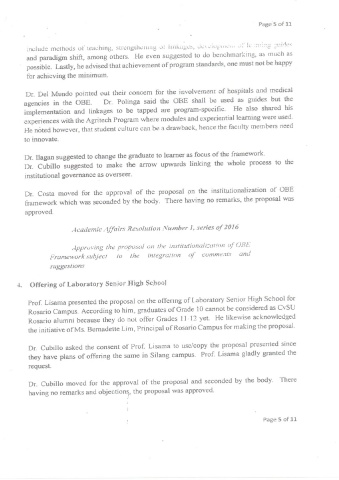 Page 5 of 11
include methods of teaching, strengthening of linkages, development of learning guides
and paradigm shift, among others. He even suggested to do benchmarking, as much as
possible. Lastly, he advised that achievement of program standards, one must not be happy
for achieving the minimum.
Dr. Del Mundo pointed out their concern for the involvement of hospitals and medical
agencies in the OBE. Dr. Polinga said the OBE shall be used as guides but the
implementation and linkages to be tapped are program-specific. He also shared his
experiences with the Agritech Program where modules and experiential learning were used.
He noted however, that student culture can be a drawback, hence the faculty members need
to innovate.
Dr. Ilagan suggested to change the graduate to learner as focus of the framework.
Dr. Cubillo suggested to make the arrow upwards linking the whole process to the
institutional governance as overseer.
Dr. Costa moved for the approval of the proposal on the institutionalization of OBE
framework which was seconded by the body. There having no remarks, the proposal was
approved.
Academic Affairs Resolution Number 1, series of 2016
Approving the proposal on the institutionalization of OBE
Framework subject to the integration of comments and
suggestions
4. Offering of Laboratory Senior High School
Prof. Lisama presented the proposal on the offering of Laboratory Senior High School for
Rosario Campus. According to him, graduates of Grade 10 cannot be considered as CvSU
Rosario alumni because they do not offer Grades 11-12 yet. He likewise acknowledged
the initiative of Ms. Bernadette Lim, Principal of Rosario Campus for making the proposal.
Dr. Cubillo asked the consent of Prof. Lisama to use/copy the proposal presented since
they have plans of offering the same in Silang campus. Prof. Lisama gladly granted the
request.
Dr. Cubillo moved for the approval of the proposal and seconded by the body. There
having no remarks and objections, the proposal was approved.
Page 5 of 11